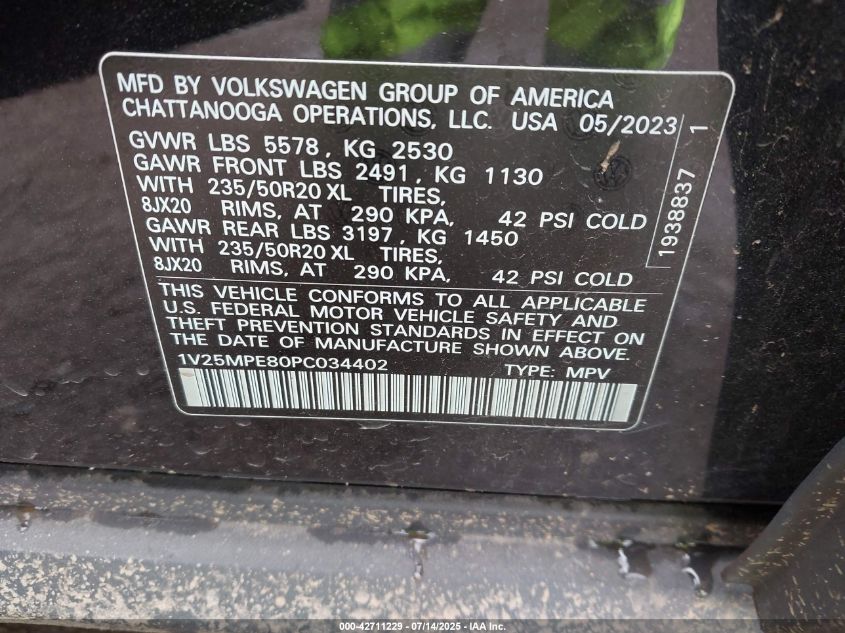 MFD BY VOLKSWAGEN GROUP OF AMERICA
CHATTANOOGA OPERATIONS, LLC. USA 05/2023
GVWR LBS 5578, KG 2530
GAWR FRONT LBS 2491, KG 1130
WITH 235/50R20 XL TIRES,
8JX20 RIMS, AT 290 KPA, 42 PSI COLD
GAWR REAR LBS 3197, KG 1450
WITH 235/50R20 XL TIRES,
8JX20 RIMS, AT 290 KPA, 42 PSI COLD
1938837 1
THIS VEHICLE CONFORMS TO ALL APPLICABLE
U.S. FEDERAL MOTOR VEHICLE SAFETY AND
THEFT PREVENTION STANDARDS IN EFFECT ON
THE DATE OF MANUFACTURE SHOWN ABOVE.
1V25MPE80PC034402 TYPE: MPV
000-42711229 - 07/14/2025 - IAA Inc.